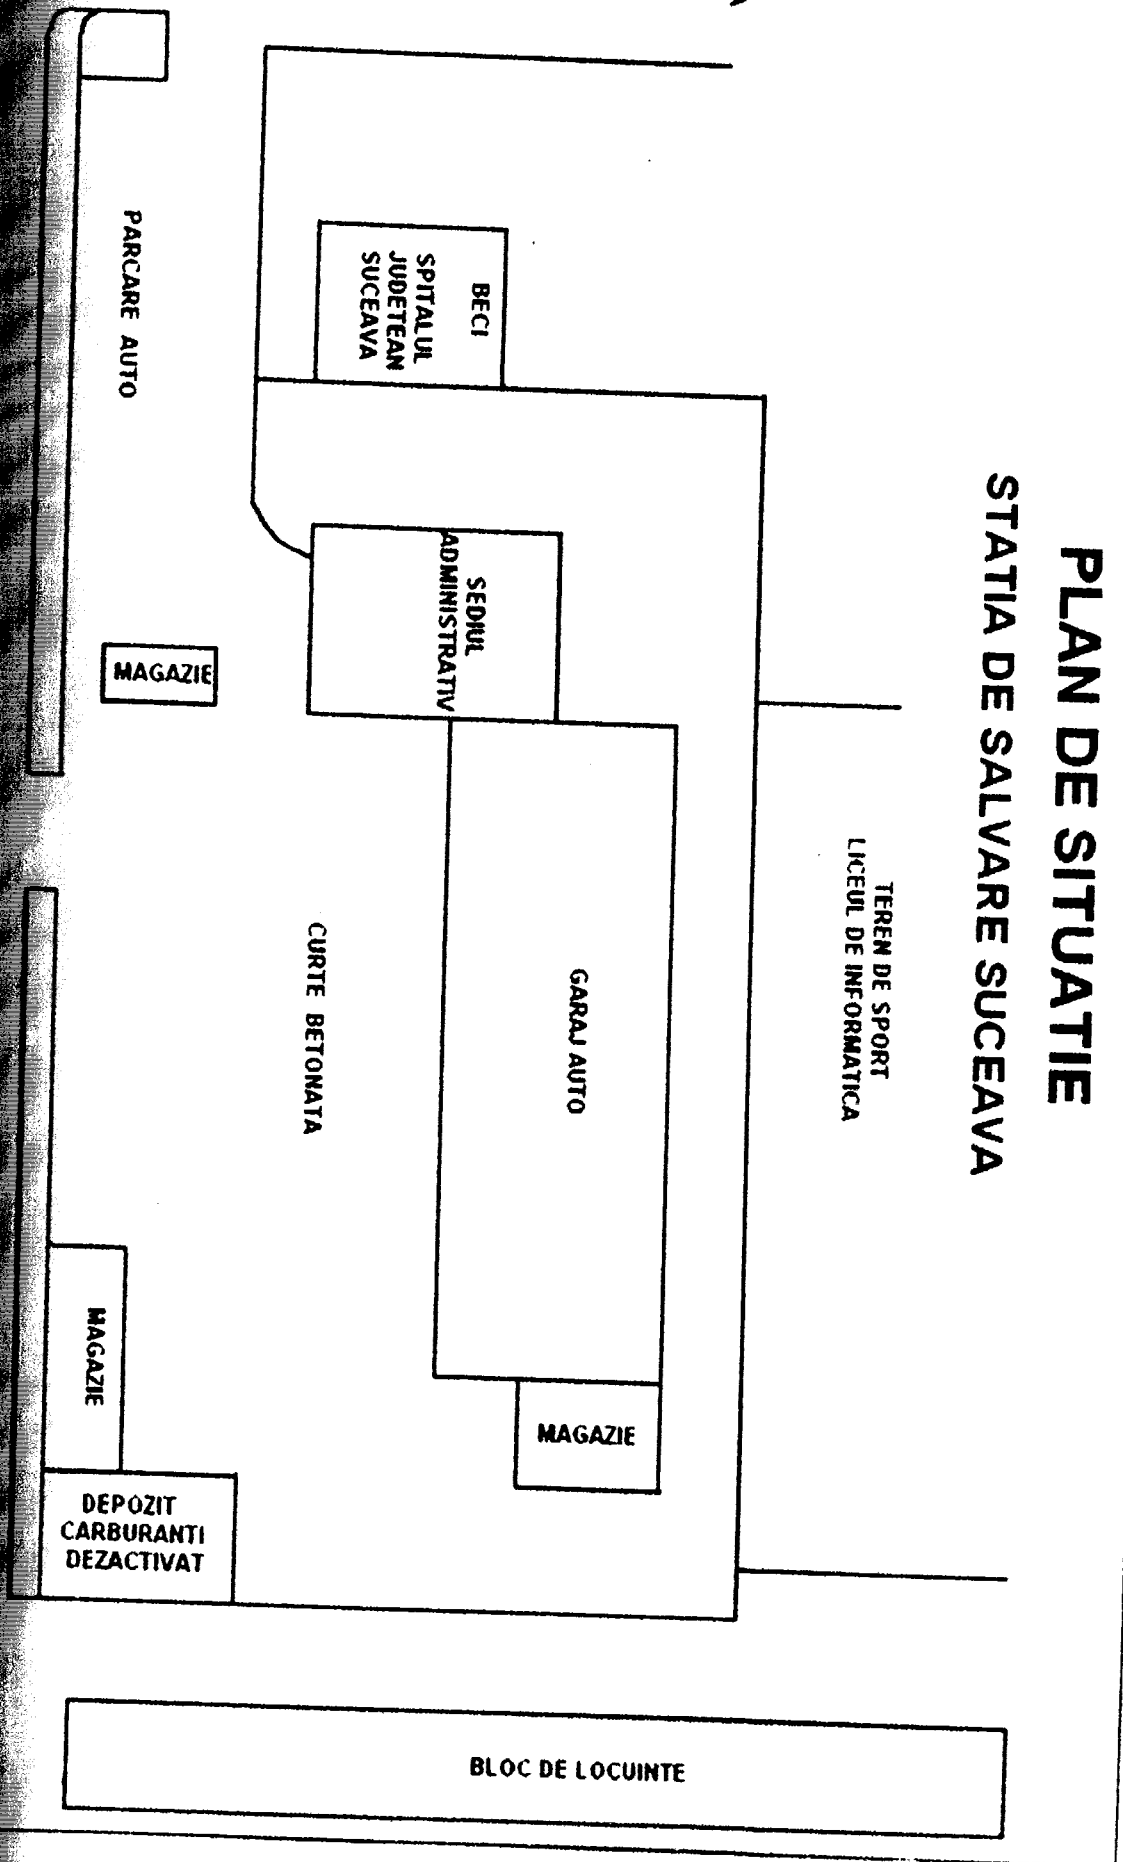 PLAN DE SITUATIE
STATIA DE SALVARE SUCEAVA
TEREN DE SPORT
LICEUL DE INFORMATICA
BECI
SPITALUL
JUDETEAN
SUCEAVA
SEDIUL
ADMINISTRATIV
GARAJ AUTO
MAGAZIE
CURTE BETONATA
PARCARE AUTO
MAGAZIE
MAGAZIE
DEPOZIT
CARBURANTI
DEZACTIVAT
BLOC DE LOCUINTE